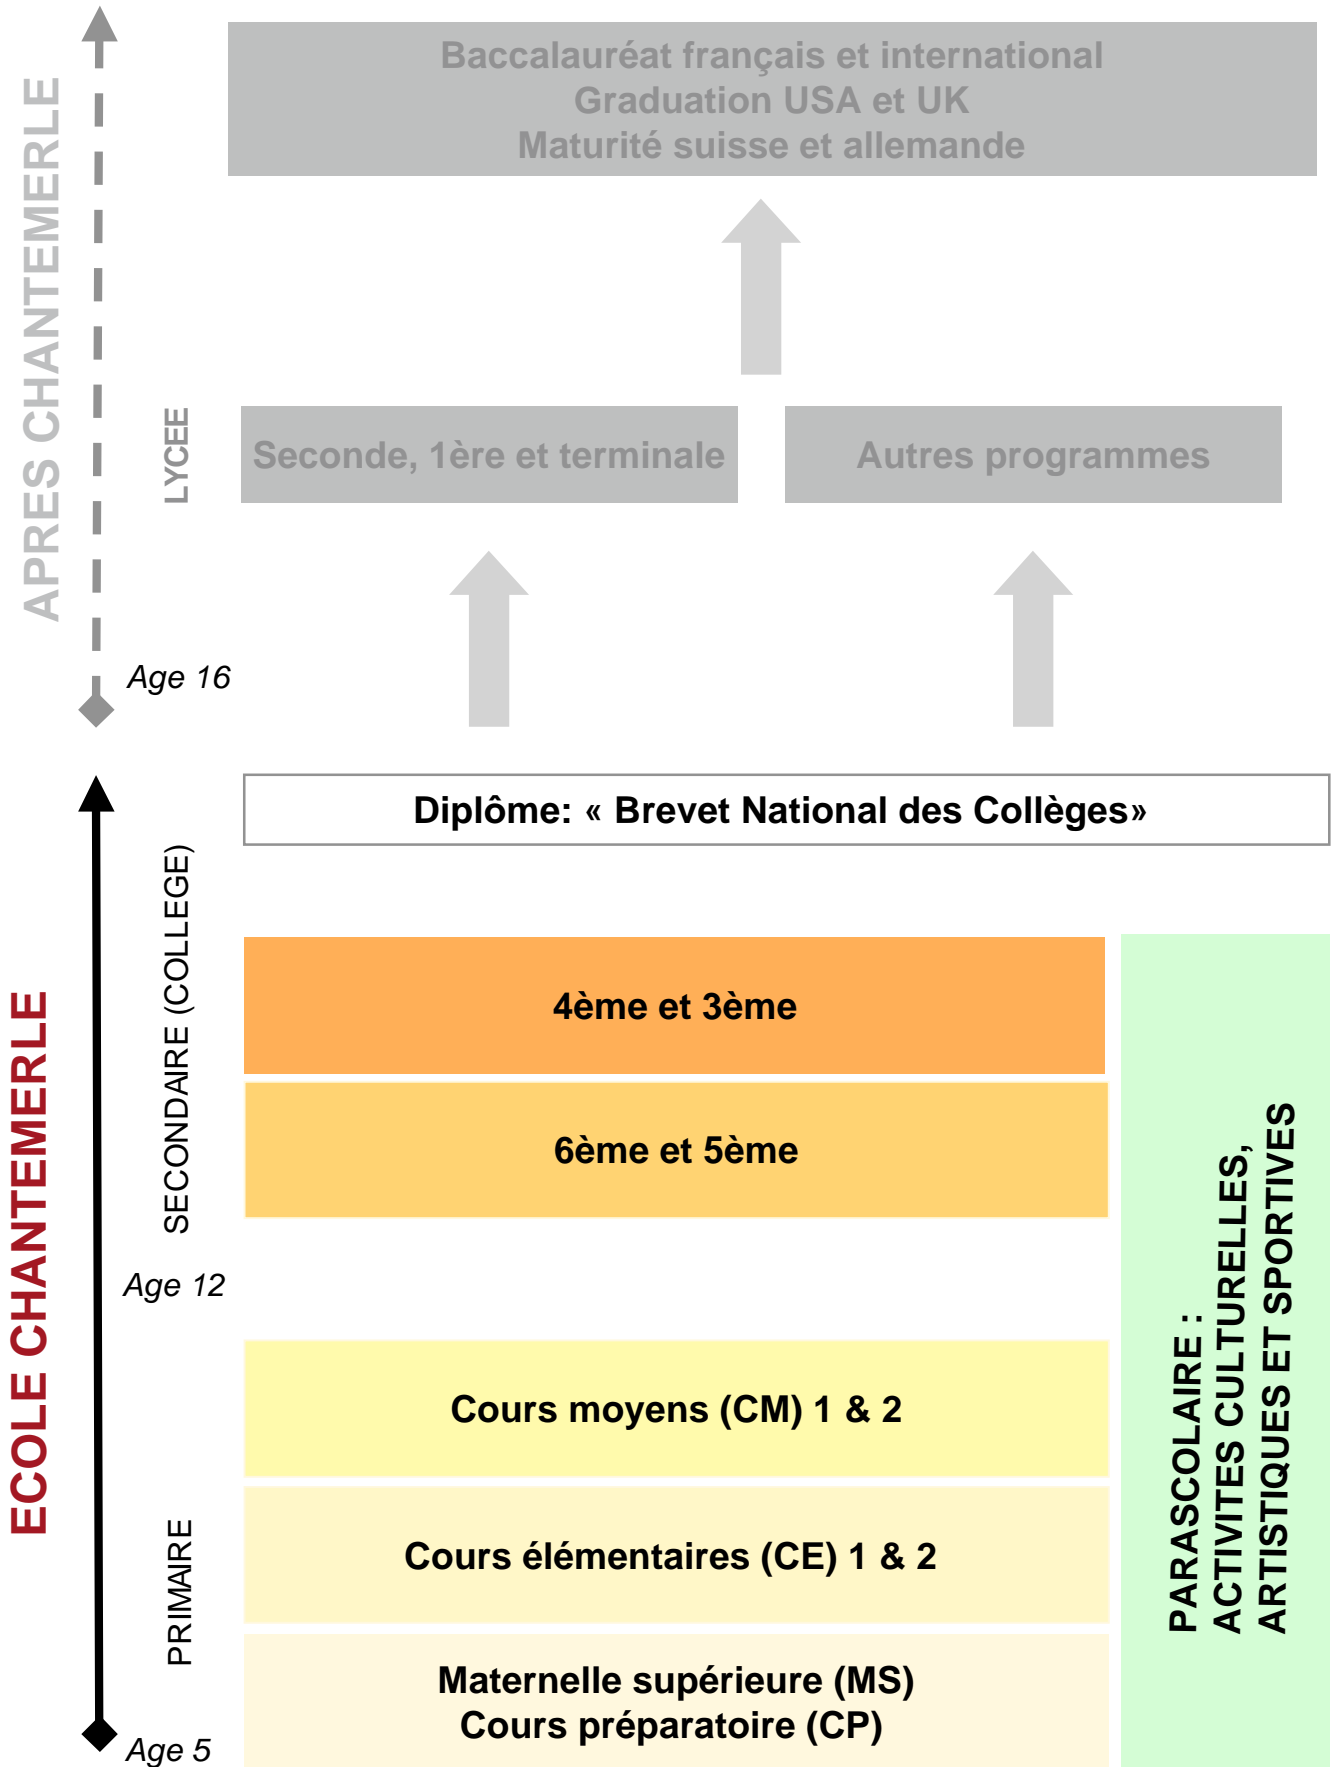 APRES CHANTEMERLE
Baccalauréat français et international
Graduation USA et UK
Maturité suisse et allemande
LYCEE
Seconde, 1ère et terminale
Autres programmes
Age 16
ECOLE CHANTEMERLE
Diplôme: « Brevet National des Collèges»
SECONDAIRE (COLLEGE)
4ème et 3ème
6ème et 5ème
Age 12
PRIMAIRE
Cours moyens (CM) 1 & 2
Cours élémentaires (CE) 1 & 2
Maternelle supérieure (MS)
Cours préparatoire (CP)
Age 5
PARASCOLAIRE :
ACTIVITES CULTURELLES,
ARTISTIQUES ET SPORTIVES